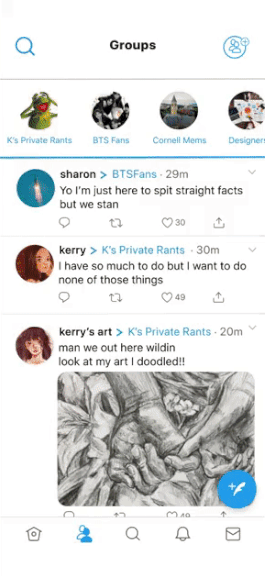 Groups
K's Private Rants
BTS Fans
Cornell Mems
Designer
sharon > BTSFans · 29m
Yo I'm just here to spit straight facts
but we stan
30
kerry > K's Private Rants · 30m
I have so much to do but I want to do
none of those things
49
kerry's art > K's Private Rants · 20m
man we out here wildin
look at my art I doodled!!